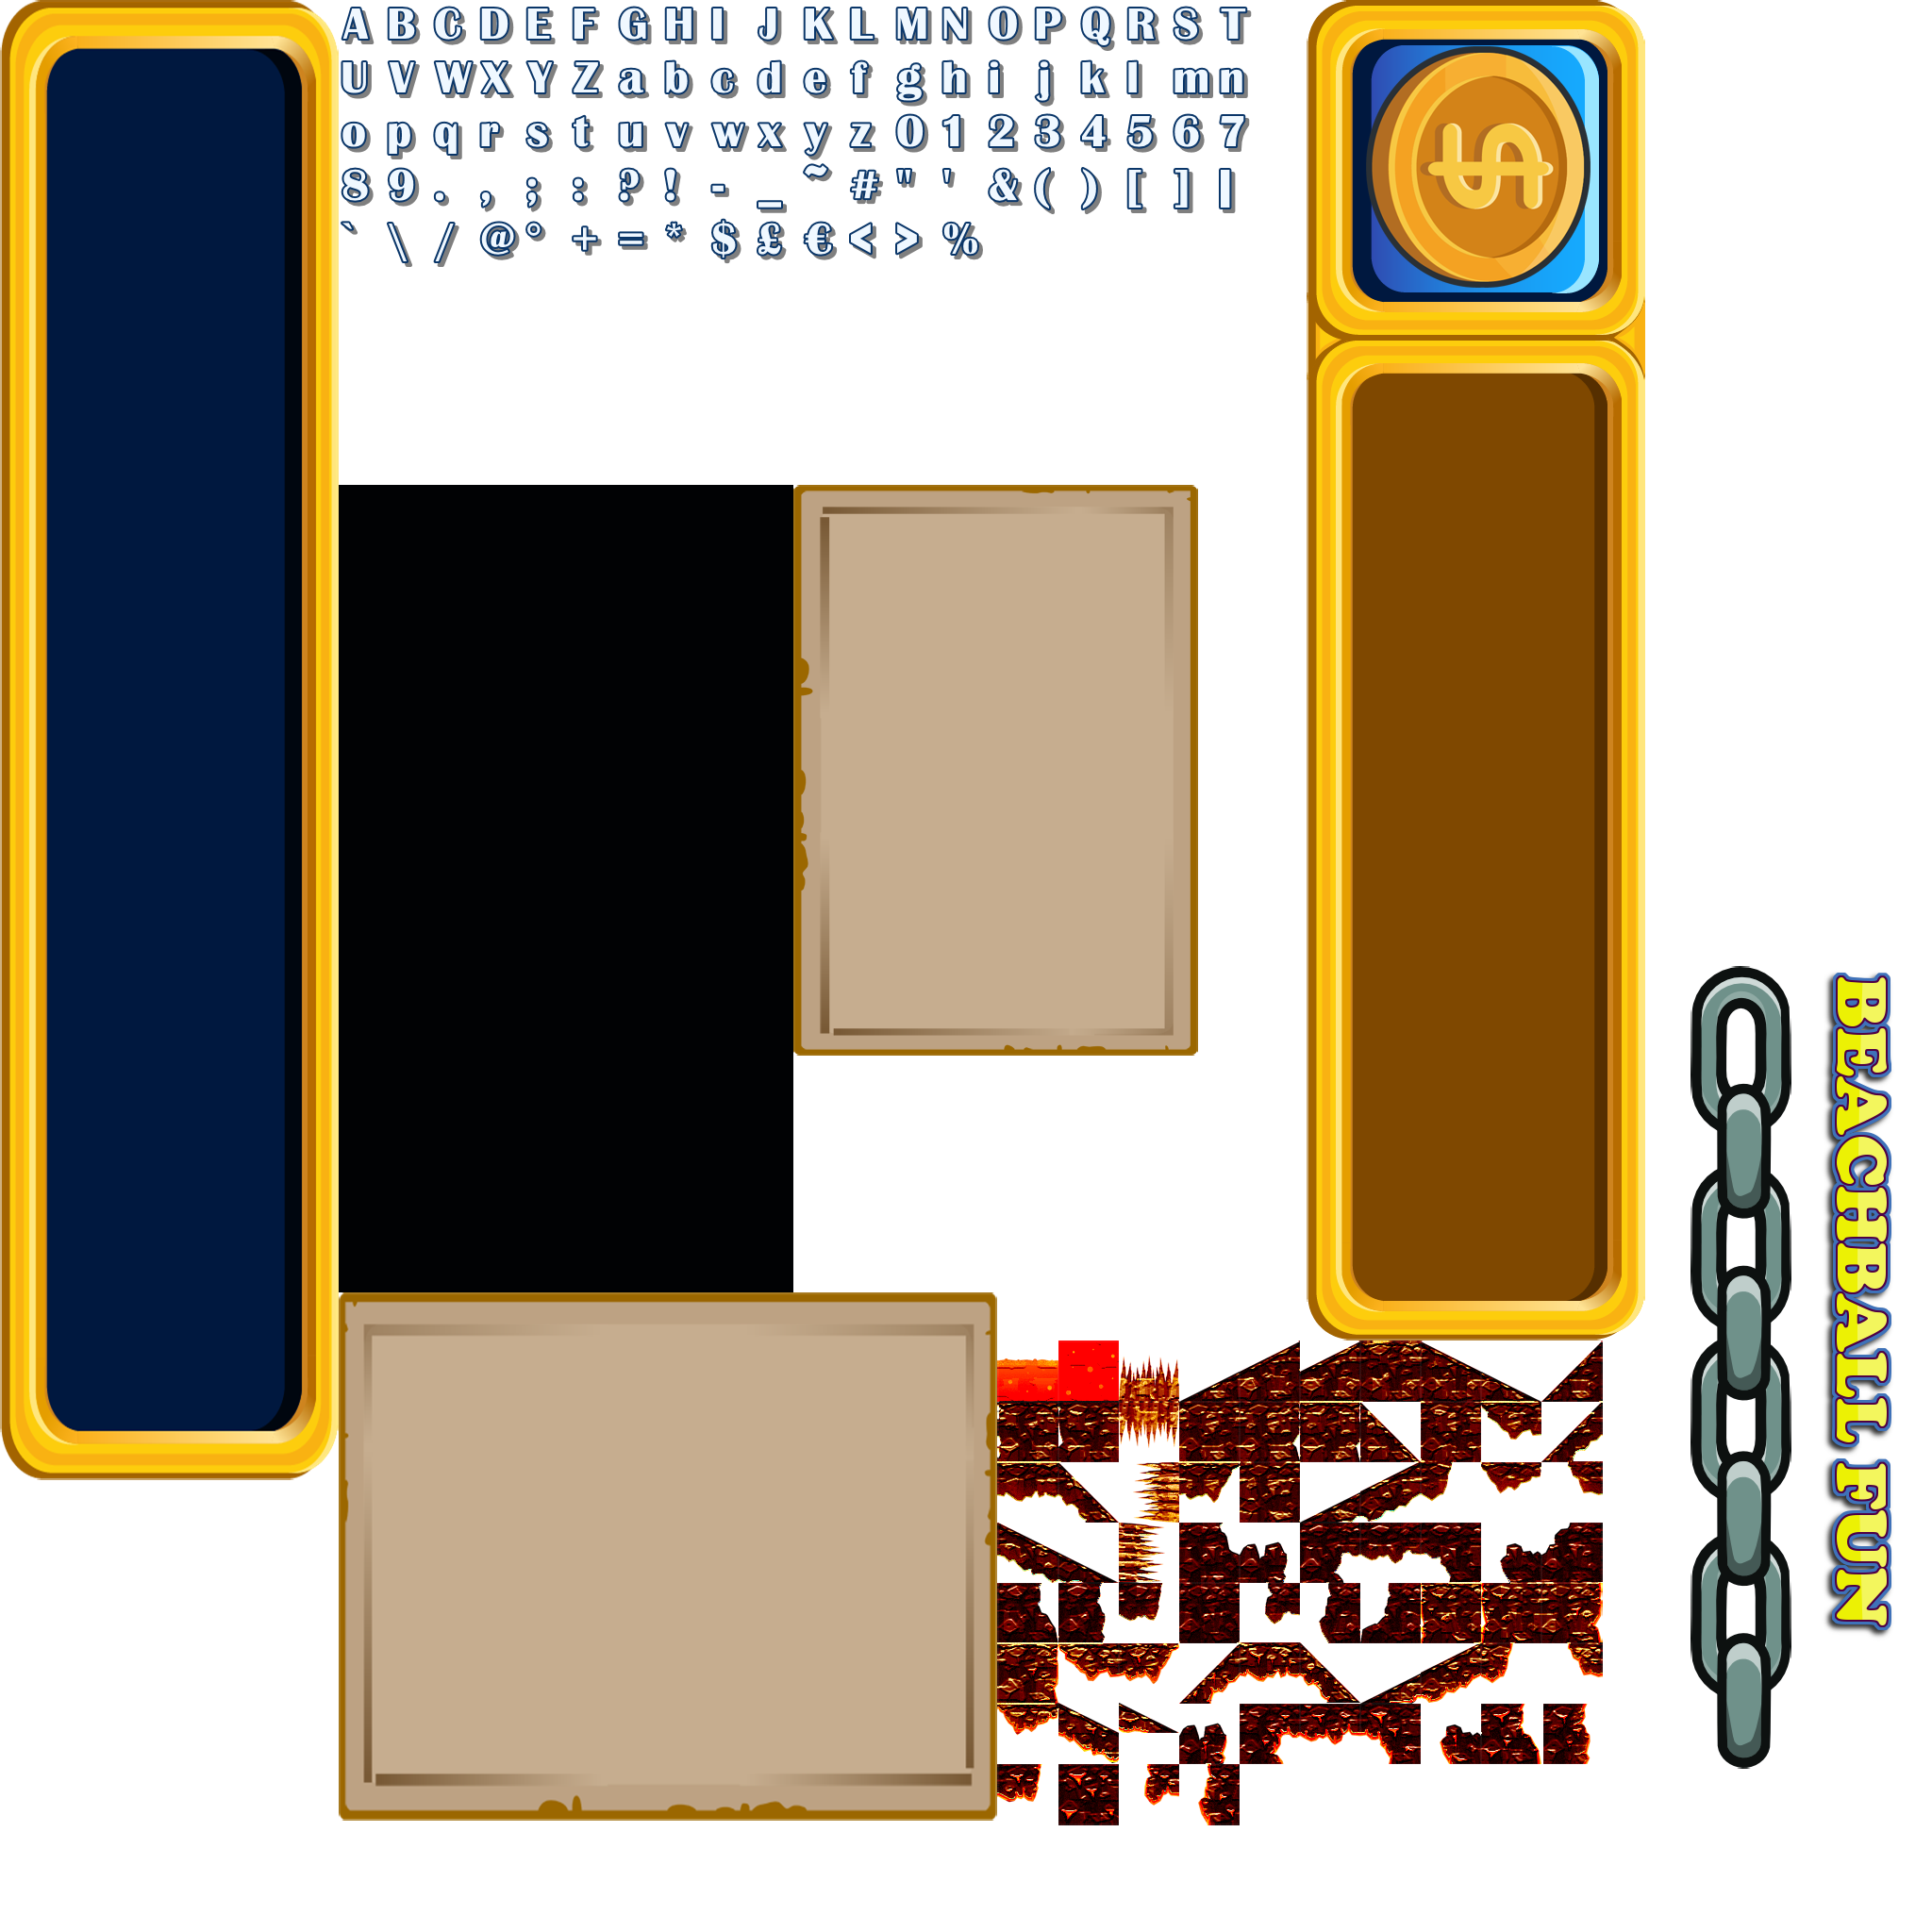 A B C D E F G H I J K L M N O P Q R S T
U V W X Y Z a b c d e f g h i j k l m n
o p q r s t u v w x y z 0 1 2 3 4 5 6 7
8 9 . , ; : ? ! - _ ~ # " ' & ( ) [ ] |
` \ / @ ° + = * $ £ € < > %
$
BEACHBALL FUN